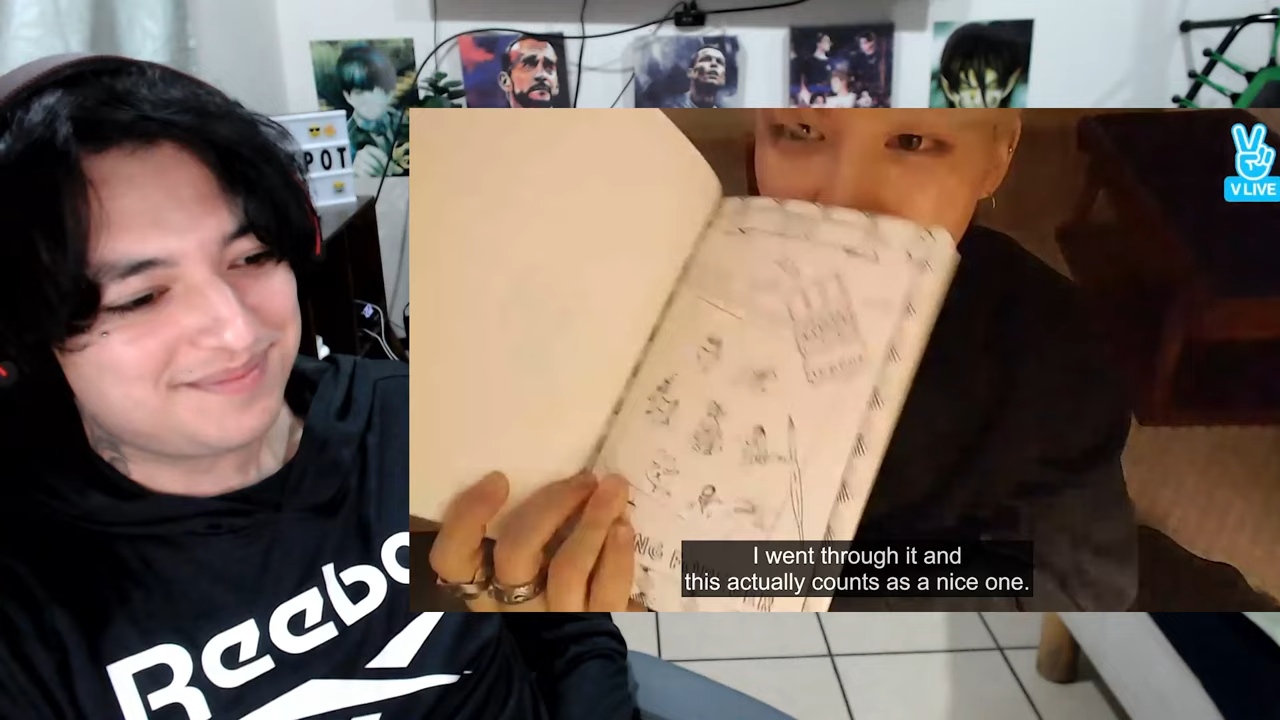 POT
V LIVE
I went through it and
this actually counts as a nice one.
Reebo